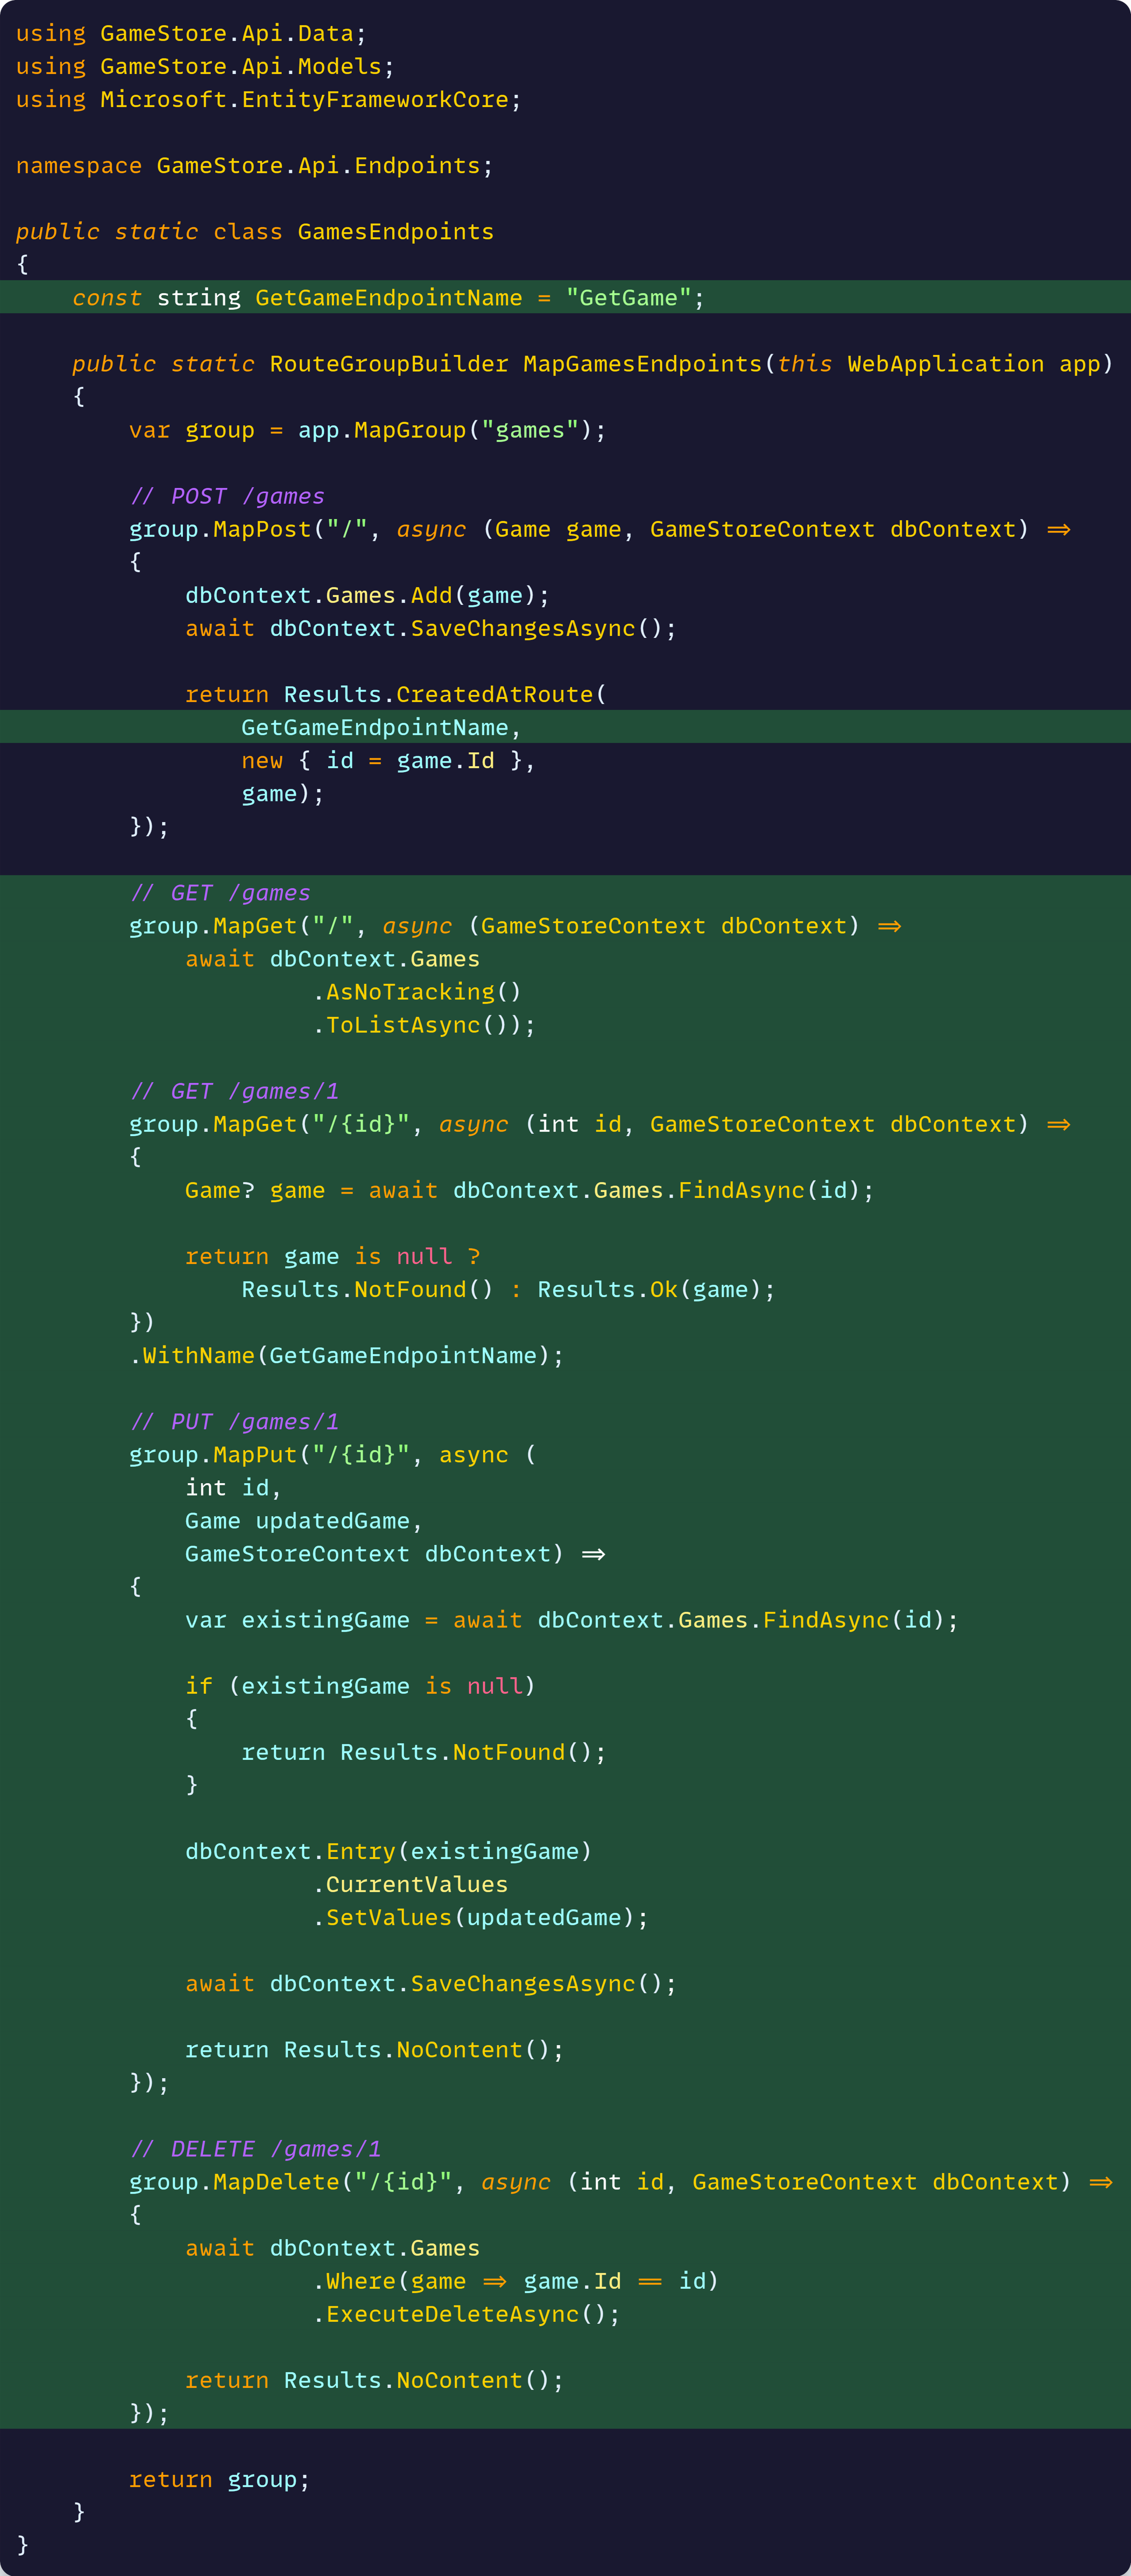 using GameStore.Api.Data;
using GameStore.Api.Models;
using Microsoft.EntityFrameworkCore;

namespace GameStore.Api.Endpoints;

public static class GamesEndpoints
{
    const string GetGameEndpointName = "GetGame";

    public static RouteGroupBuilder MapGamesEndpoints(this WebApplication app)
    {
        var group = app.MapGroup("games");

        // POST /games
        group.MapPost("/", async (Game game, GameStoreContext dbContext) =>
        {
            dbContext.Games.Add(game);
            await dbContext.SaveChangesAsync();

            return Results.CreatedAtRoute(
                GetGameEndpointName,
                new { id = game.Id },
                game);
        });

        // GET /games
        group.MapGet("/", async (GameStoreContext dbContext) =>
            await dbContext.Games
                     .AsNoTracking()
                     .ToListAsync());

        // GET /games/1
        group.MapGet("/{id}", async (int id, GameStoreContext dbContext) =>
        {
            Game? game = await dbContext.Games.FindAsync(id);

            return game is null ?
                Results.NotFound() : Results.Ok(game);
        })
        .WithName(GetGameEndpointName);

        // PUT /games/1
        group.MapPut("/{id}", async (
            int id,
            Game updatedGame,
            GameStoreContext dbContext) =>
        {
            var existingGame = await dbContext.Games.FindAsync(id);

            if (existingGame is null)
            {
                return Results.NotFound();
            }

            dbContext.Entry(existingGame)
                     .CurrentValues
                     .SetValues(updatedGame);

            await dbContext.SaveChangesAsync();

            return Results.NoContent();
        });

        // DELETE /games/1
        group.MapDelete("/{id}", async (int id, GameStoreContext dbContext) =>
        {
            await dbContext.Games
                     .Where(game => game.Id == id)
                     .ExecuteDeleteAsync();

            return Results.NoContent();
        });

        return group;
    }
}